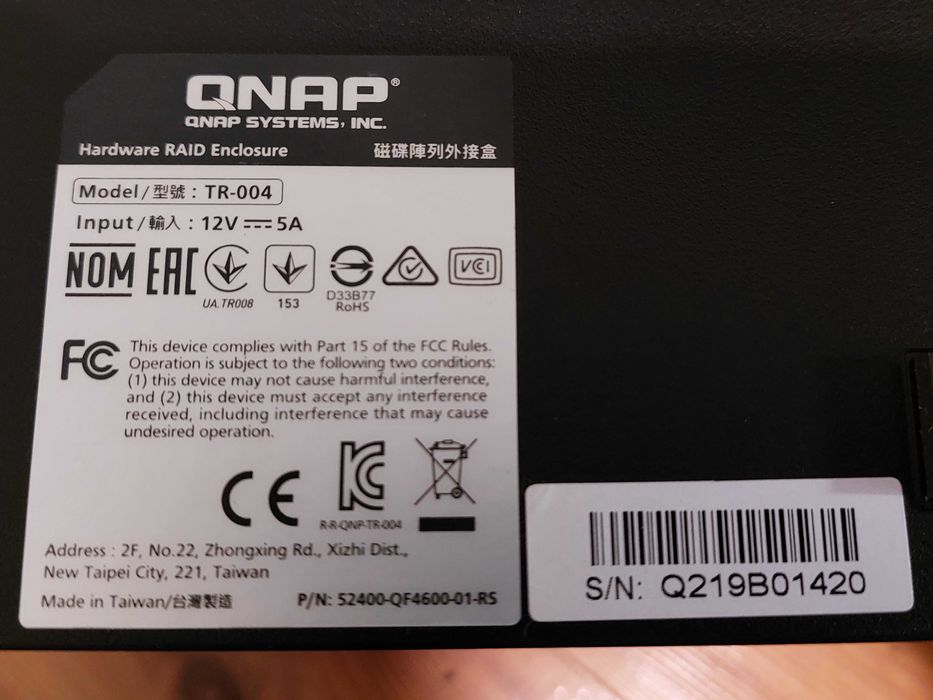 QNAP®
QNAP SYSTEMS, INC.
Hardware RAID Enclosure 磁碟陣列外接盒
Model/型號 : TR-004
Input/輸入 : 12V ⎓ 5A
NOM EAC
UA.TR008 153 D33B77 VCI
RoHS
FC This device complies with Part 15 of the FCC Rules.
Operation is subject to the following two conditions:
(1) this device may not cause harmful interference,
and (2) this device must accept any interference
received, including interference that may cause
undesired operation.
CE KC
R-R-QNP-TR-004
Address : 2F, No.22, Zhongxing Rd., Xizhi Dist.,
New Taipei City, 221, Taiwan
Made in Taiwan/台灣製造 P/N: 52400-QF4600-01-RS
S/N: Q219B01420